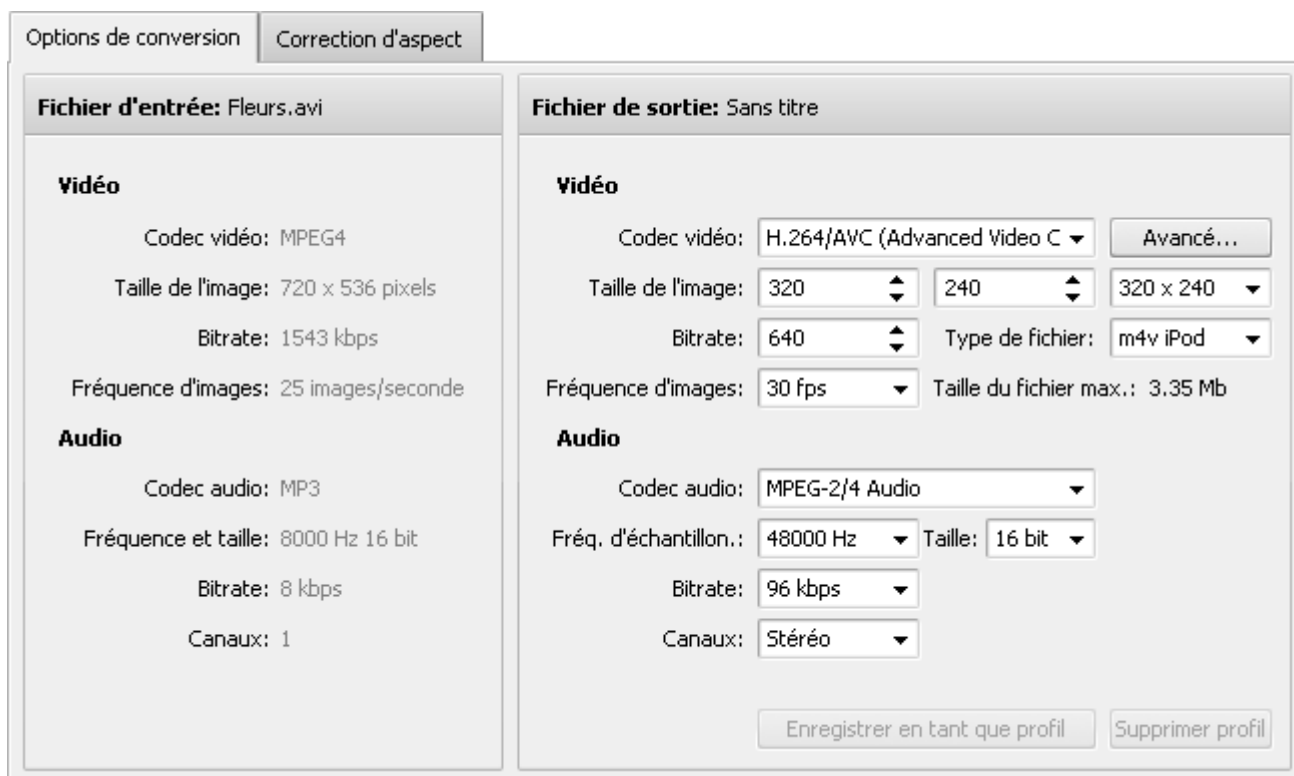 Options de conversion
Correction d'aspect
Fichier d'entrée: Fleurs.avi
Vidéo
Codec vidéo: MPEG4
Taille de l'image: 720 x 536 pixels
Bitrate: 1543 kbps
Fréquence d'images: 25 images/seconde
Audio
Codec audio: MP3
Fréquence et taille: 8000 Hz 16 bit
Bitrate: 8 kbps
Canaux: 1
Fichier de sortie: Sans titre
Vidéo
Codec vidéo: H.264/AVC (Advanced Video C Avancé...
Taille de l'image: 320 240 320 x 240
Bitrate: 640 Type de fichier: m4v iPod
Fréquence d'images: 30 fps Taille du fichier max.: 3.35 Mb
Audio
Codec audio: MPEG-2/4 Audio
Fréq. d'échantillon.: 48000 Hz Taille: 16 bit
Bitrate: 96 kbps
Canaux: Stéréo
Enregistrer en tant que profil Supprimer profil